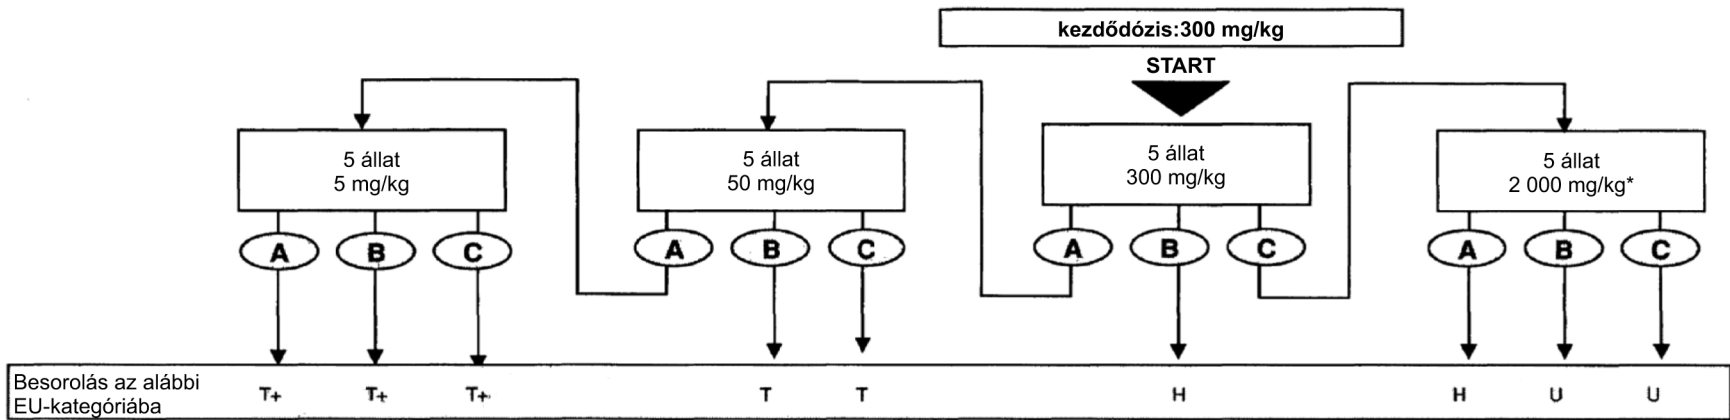 kezdődózis:300 mg/kg
START
5 állat
5 mg/kg
5 állat
50 mg/kg
5 állat
300 mg/kg
5 állat
2 000 mg/kg*
A B C A B C A B C A B C
Besorolás az alábbi
EU-kategóriába
T+ T+ T+ T T H H U U